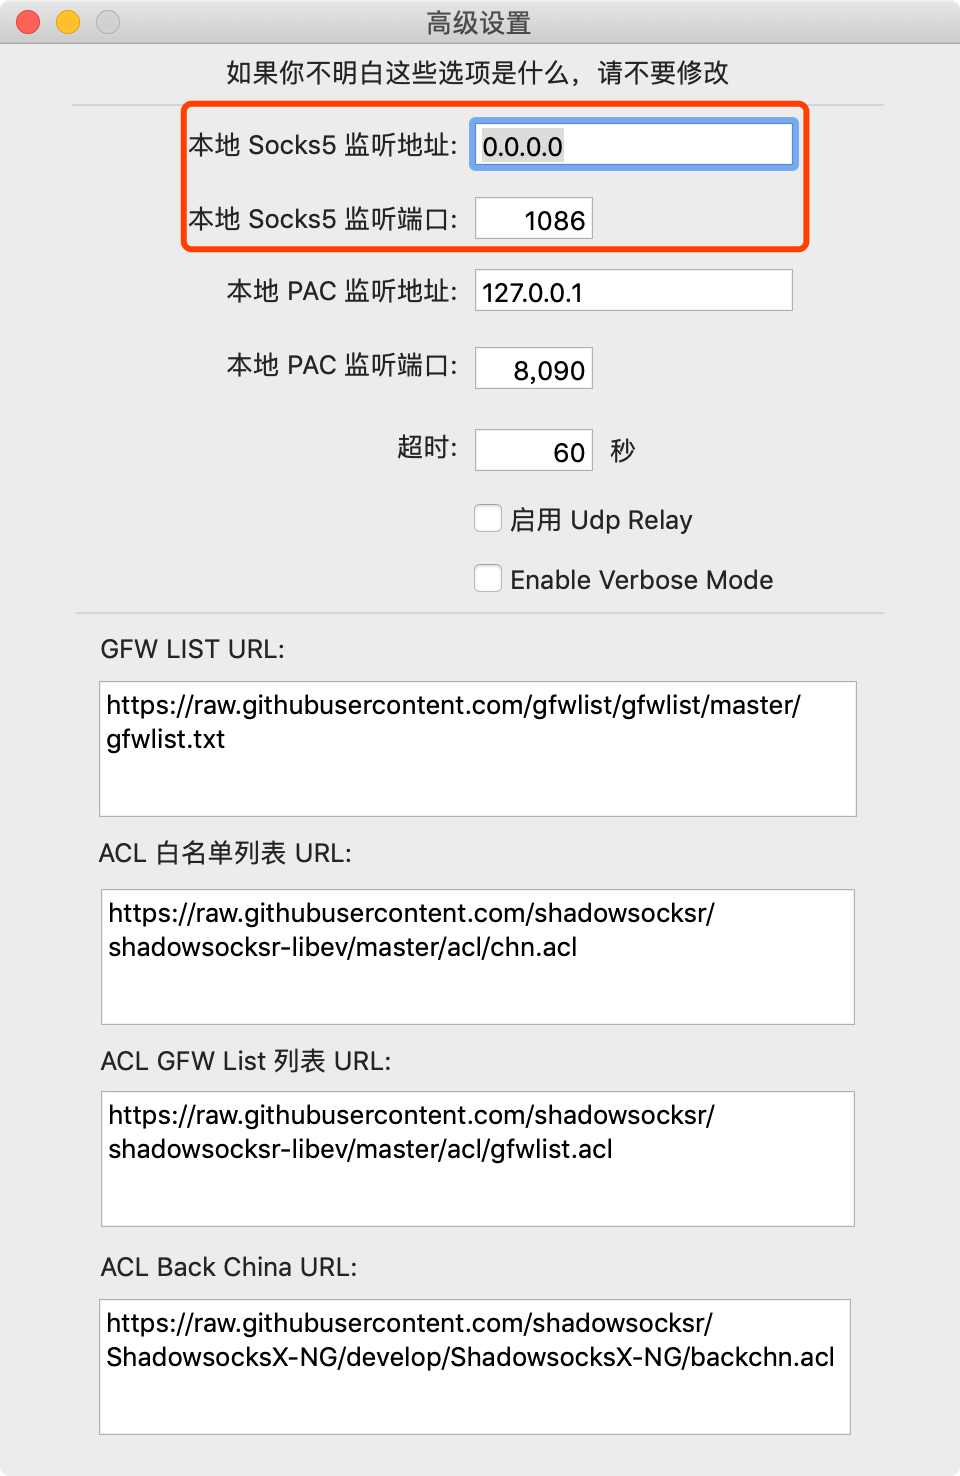 高级设置
如果你不明白这些选项是什么，请不要修改
本地 Socks5 监听地址: 0.0.0.0
本地 Socks5 监听端口: 1086
本地 PAC 监听地址: 127.0.0.1
本地 PAC 监听端口: 8,090
超时: 60 秒
启用 Udp Relay
Enable Verbose Mode
GFW LIST URL:
https://raw.githubusercontent.com/gfwlist/gfwlist/master/
gfwlist.txt
ACL 白名单列表 URL:
https://raw.githubusercontent.com/shadowsocksr/
shadowsocksr-libev/master/acl/chn.acl
ACL GFW List 列表 URL:
https://raw.githubusercontent.com/shadowsocksr/
shadowsocksr-libev/master/acl/gfwlist.acl
ACL Back China URL:
https://raw.githubusercontent.com/shadowsocksr/
ShadowsocksX-NG/develop/ShadowsocksX-NG/backchn.acl